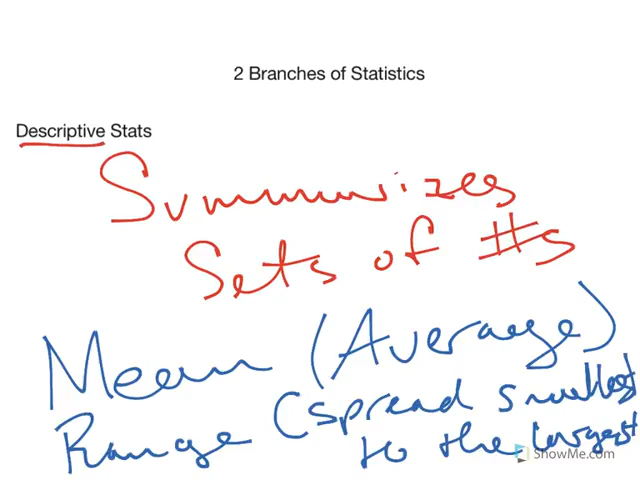 2 Branches of Statistics
Descriptive Stats
Summarizes
Sets of #s
Mean (Average)
Range (spread smallest
to the largest
ShowMe.com